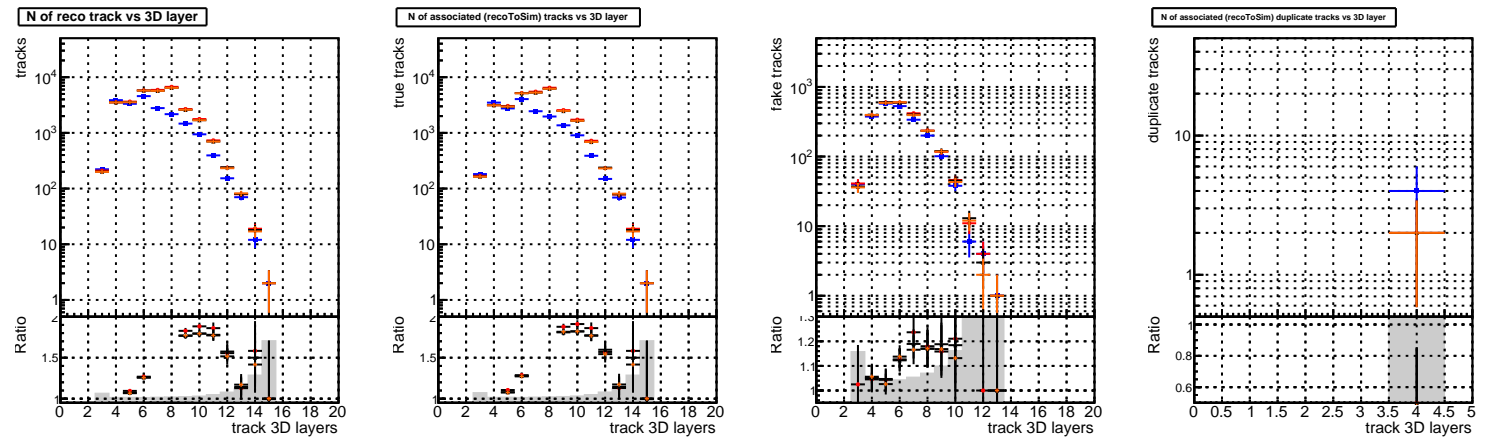 N of reco track vs 3D layer
tracks
10⁴
10³
10²
10
1
Ratio
2
1.5
1
0 2 4 6 8 10 12 14 16 18 20
track 3D layers
N of associated (recoToSim) tracks vs 3D layer
true tracks
10⁴
10³
10²
10
1
Ratio
2
1.5
1
0 2 4 6 8 10 12 14 16 18 20
track 3D layers
fake tracks
10³
10²
10
1
Ratio
1.3
1.2
1.1
1
0 2 4 6 8 10 12 14 16 18 20
track 3D layers
N of associated (recoToSim) duplicate tracks vs 3D layer
duplicate tracks
10
1
Ratio
1
0.8
0.6
0 0.5 1 1.5 2 2.5 3 3.5 4 4.5 5
track 3D layers